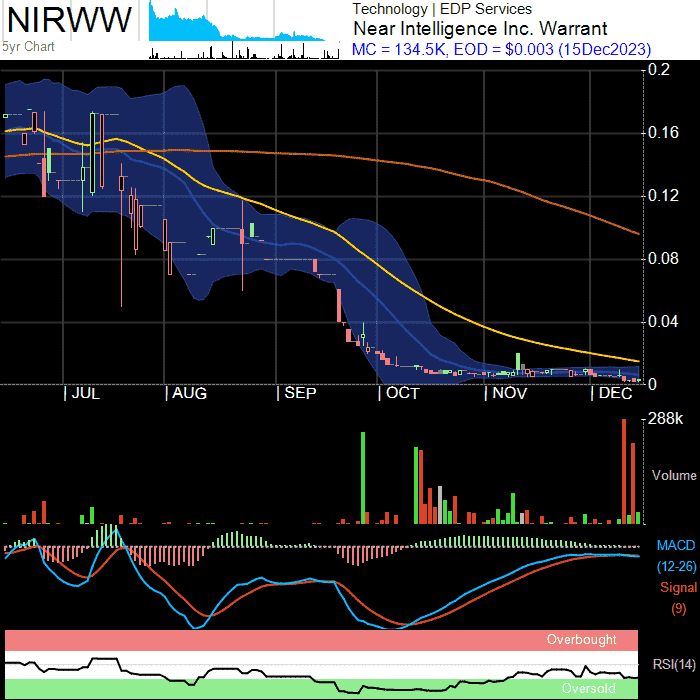 NIRWW
5yr Chart
Technology | EDP Services
Near Intelligence Inc. Warrant
MC = 134.5K, EOD = $0.003 (15Dec2023)
0.2
0.16
0.12
0.08
0.04
0
| JUL | AUG | SEP | OCT | NOV | DEC
288k
Volume
MACD
(12-26)
Signal
(9)
Overbought
RSI(14)
Oversold